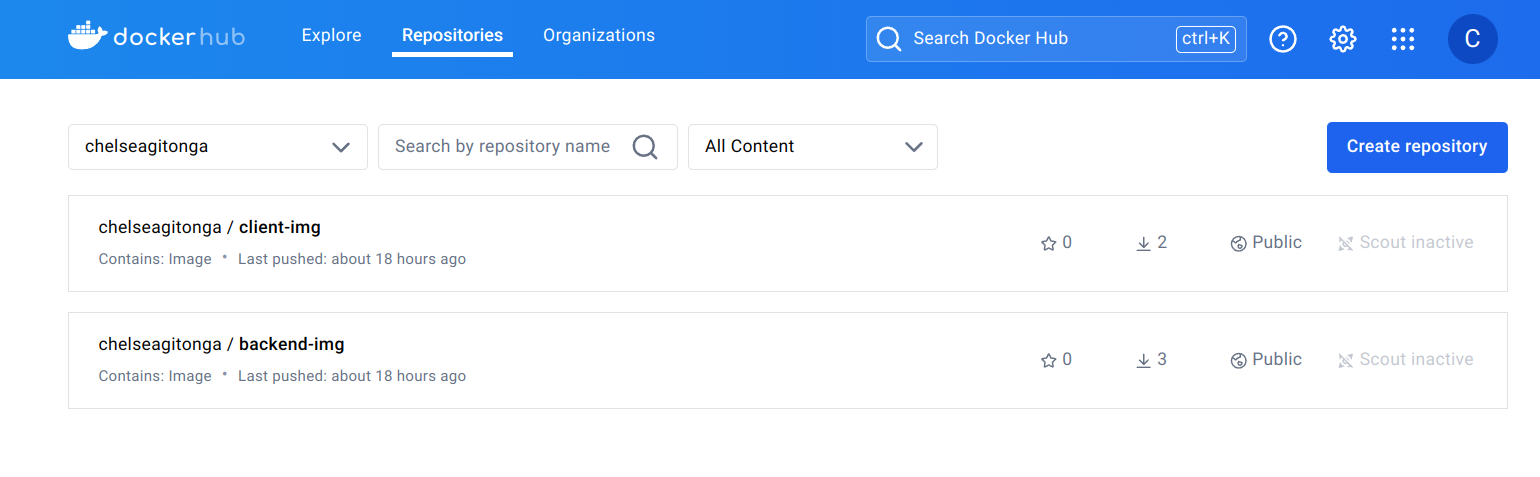 dockerhub Explore Repositories Organizations Search Docker Hub ctrl+K C
chelseagitonga Search by repository name All Content Create repository
chelseagitonga / client-img
Contains: Image • Last pushed: about 18 hours ago
0 2 Public Scout inactive
chelseagitonga / backend-img
Contains: Image • Last pushed: about 18 hours ago
0 3 Public Scout inactive